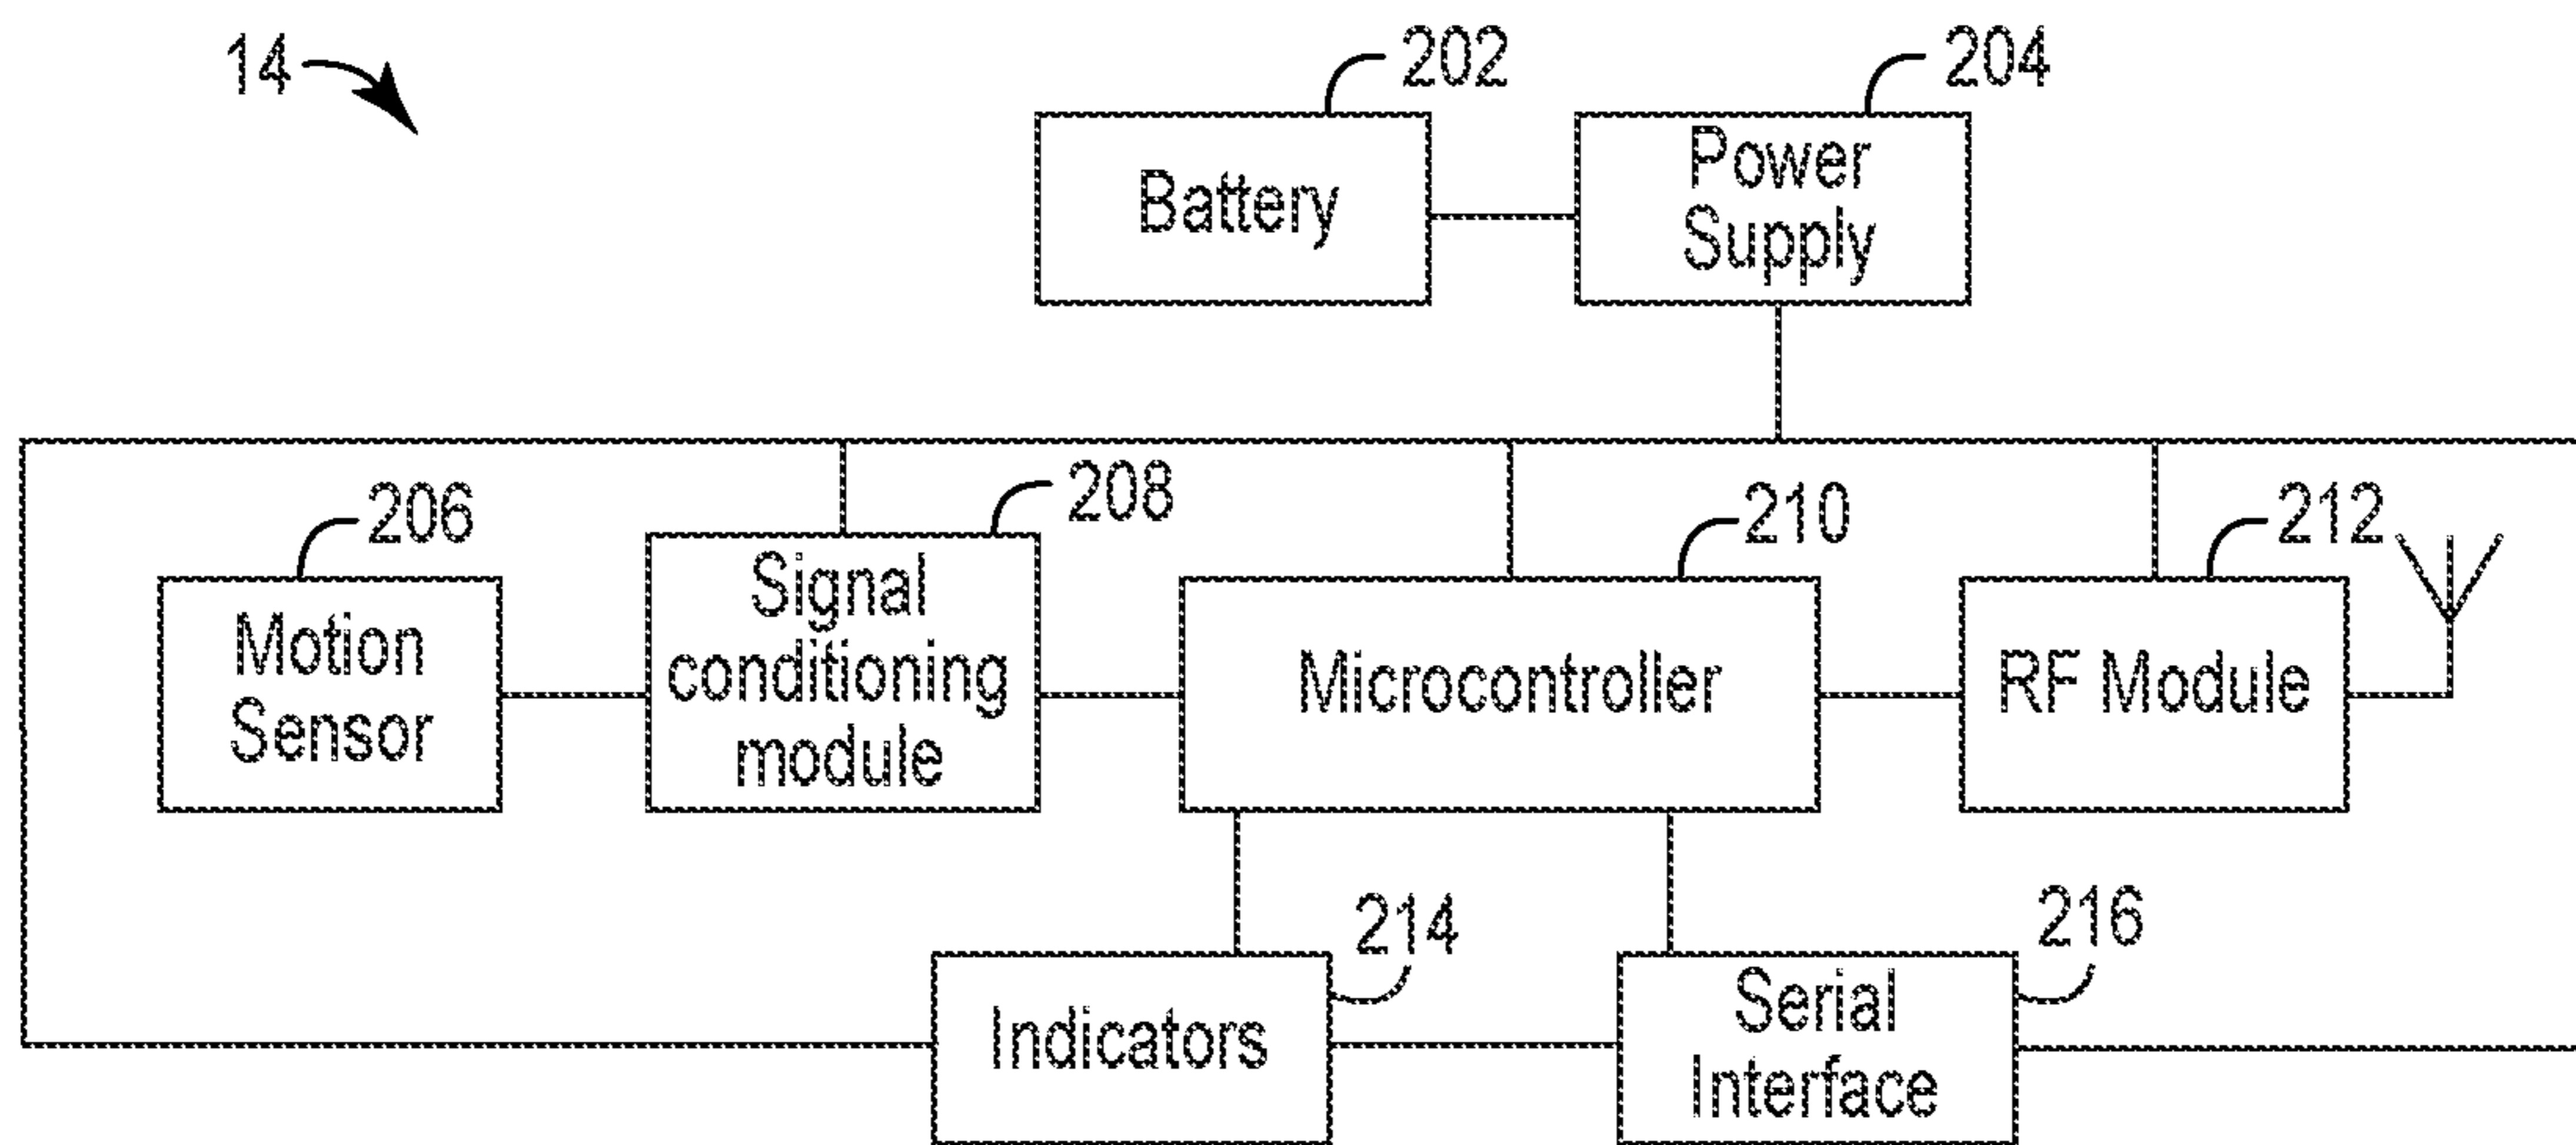 14
202
204
Battery
Power
Supply
206
208
210
212
Motion
Sensor
Signal
conditioning
module
Microcontroller
RF Module
214
216
Indicators
Serial
Interface